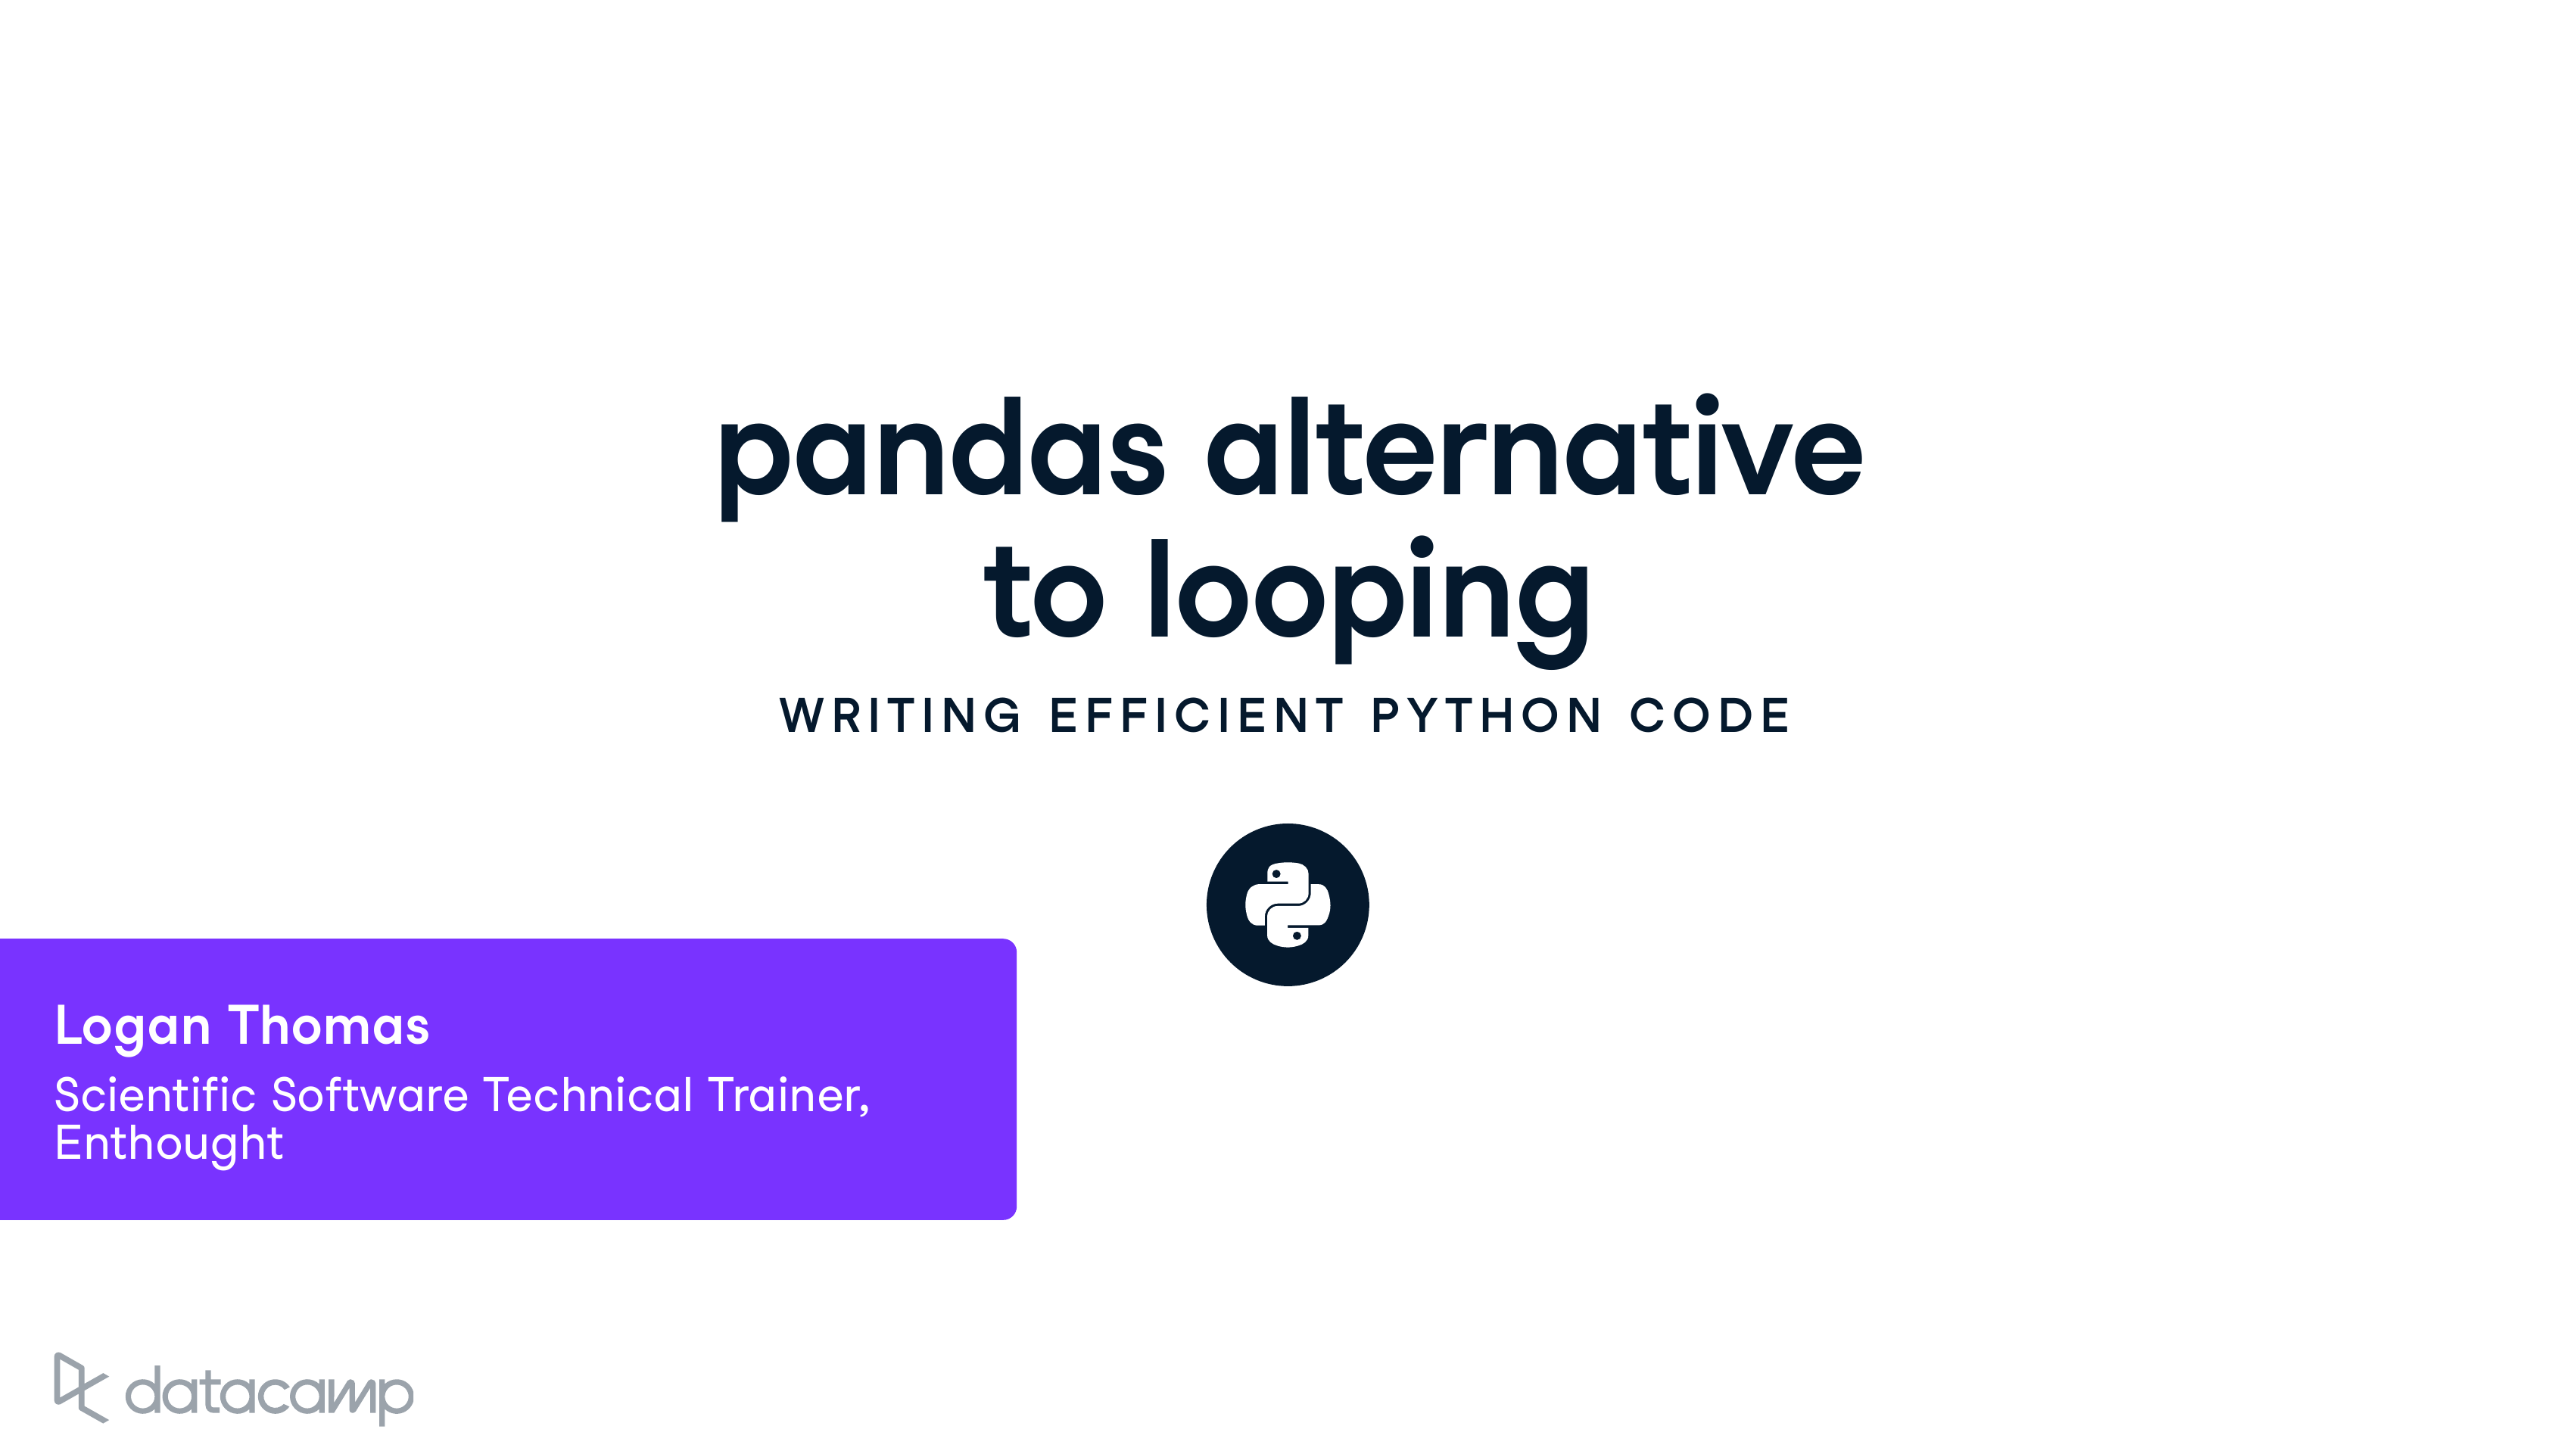 pandas alternative
to looping
WRITING EFFICIENT PYTHON CODE
Logan Thomas
Scientific Software Technical Trainer,
Enthought
datacamp